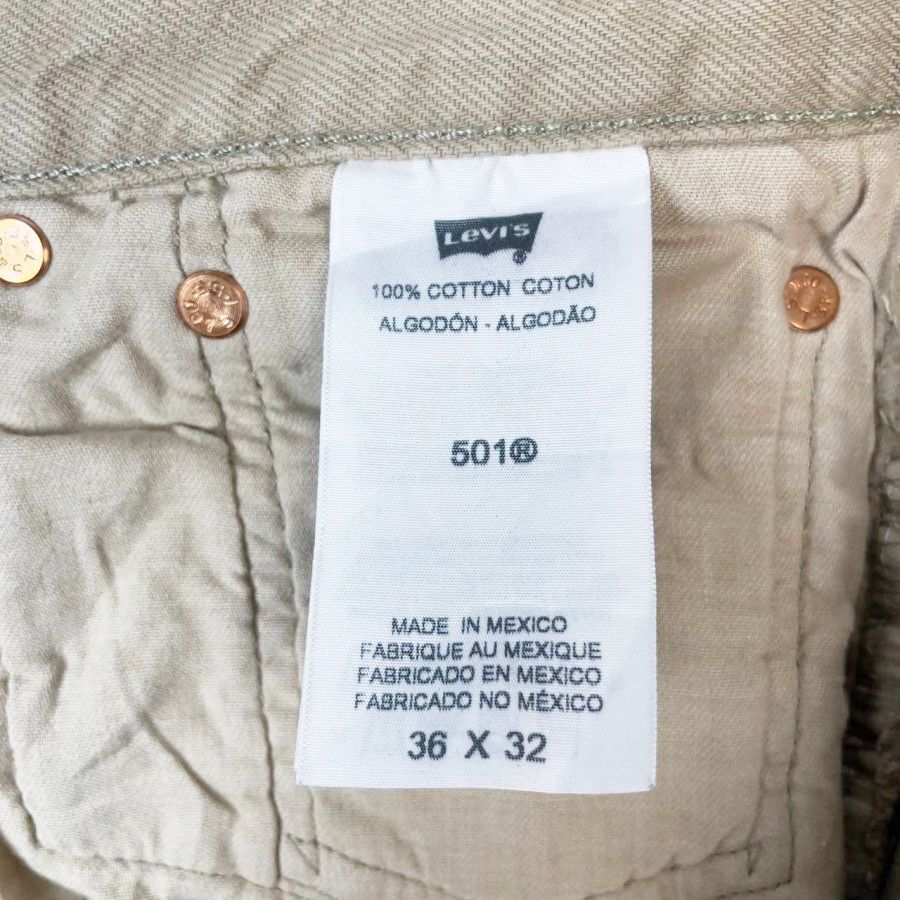 Levi's
®
100% COTTON COTON
ALGODÓN - ALGODÃO
501®
MADE IN MEXICO
FABRIQUE AU MEXIQUE
FABRICADO EN MEXICO
FABRICADO NO MÉXICO
36 X 32